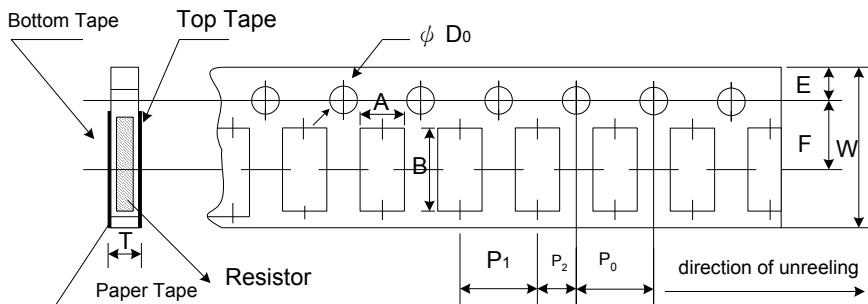 Bottom Tape
Top Tape
ψ D0
A
E
B
F
W
T
Paper Tape
Resistor
P1
P2
P0
direction of unreeling